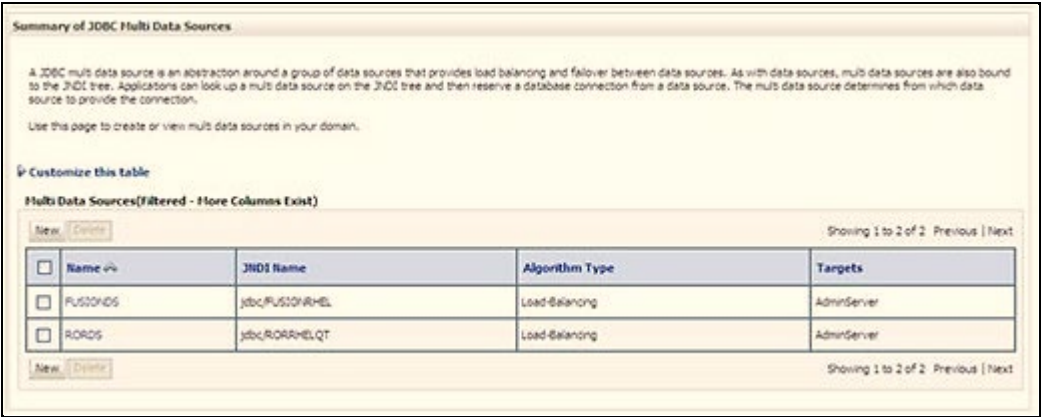 Summary of JDBC Multi Data Sources
A JDBC multi data source is an abstraction around a group of data sources that provides load balancing and failover between data sources. As with data sources, multi data sources are also bound
to the JNDI tree. Applications can look up a multi data source on the JNDI tree and then reserve a database connection from a data source. The multi data source determines from which data
source to provide the connection.
Use this page to create or view multi data sources in your domain.
Customize this table
Multi Data Sources(Filtered - More Columns Exist)
New Delete Showing 1 to 2 of 2 Previous | Next
Name JNDI Name Algorithm Type Targets
FUSIONDS jdbc/FUSIONRHEL Load-Balancing AdminServer
RORDS jdbc/RORRHELQT Load-Balancing AdminServer
New Delete Showing 1 to 2 of 2 Previous | Next